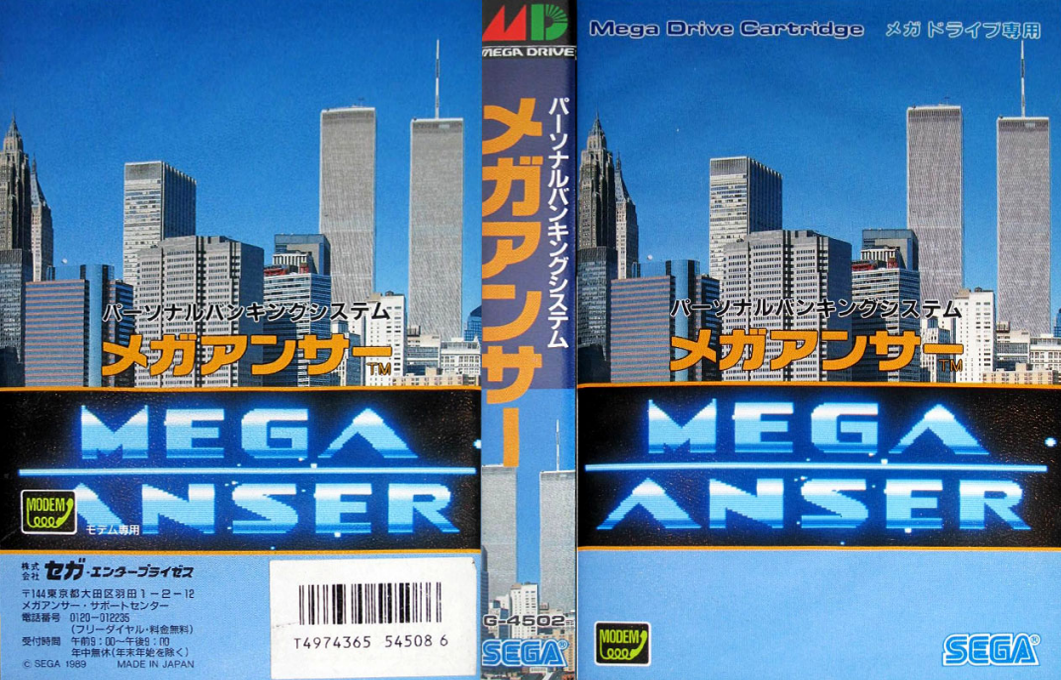 パーソナルバンキングシステム
メガアンサー™
MEGA
ANSER
MODEM
モデム専用
株式会社 セガ・エンタープライゼス
〒144東京都大田区羽田1-2-12
メガアンサー・サポートセンター
電話番号 0120-012235
(フリーダイヤル・料金無料)
受付時間 午前9:00〜午後9:00
年中無休(年末年始を除く)
© SEGA 1989 MADE IN JAPAN
T4974365 54508 6
MD
MEGA DRIVE
パーソナルバンキングシステム
メガアンサー
G-4502
SEGA
Mega Drive Cartridge メガドライブ専用
パーソナルバンキングシステム
メガアンサー™
MEGA
ANSER
MODEM
SEGA®